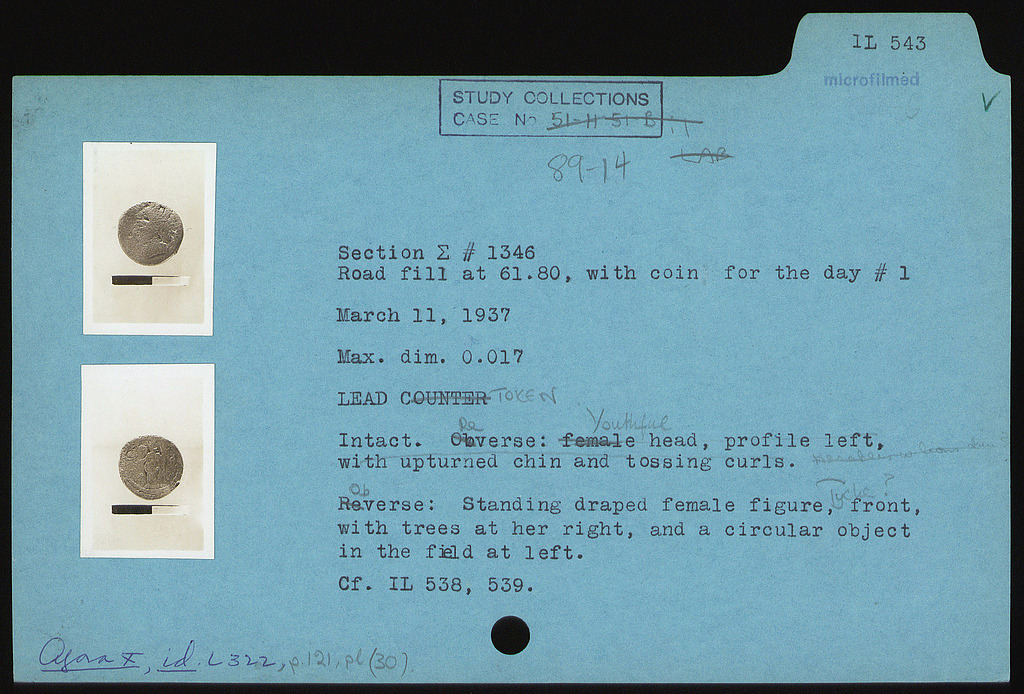 IL 543
microfilmed
✓
STUDY COLLECTIONS
CASE No 51-H 51-B
LAB
89-14
Section Σ # 1346
Road fill at 61.80, with coin for the day # 1
March 11, 1937
Max. dim. 0.017
LEAD COUNTER TOKEN
Re Youthful
Intact. Obverse: female head, profile left,
with upturned chin and tossing curls.
Ob Tyche?
Reverse: Standing draped female figure, front,
with trees at her right, and a circular object
in the field at left.
Cf. IL 538, 539.
Agora X, id. L322, p.121, pl (30).